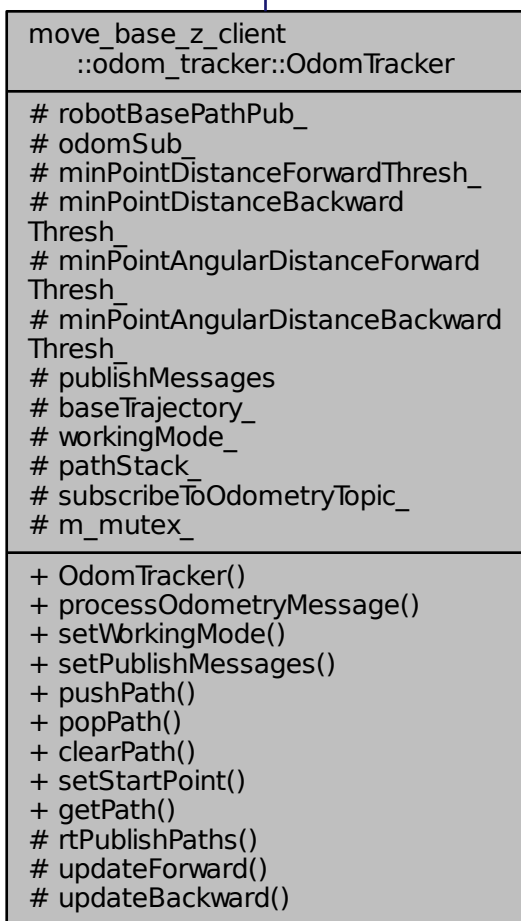 move_base_z_client
::odom_tracker::OdomTracker
# robotBasePathPub_
# odomSub_
# minPointDistanceForwardThresh_
# minPointDistanceBackward
Thresh_
# minPointAngularDistanceForward
Thresh_
# minPointAngularDistanceBackward
Thresh_
# publishMessages
# baseTrajectory_
# workingMode_
# pathStack_
# subscribeToOdometryTopic_
# m_mutex_
+ OdomTracker()
+ processOdometryMessage()
+ setWorkingMode()
+ setPublishMessages()
+ pushPath()
+ popPath()
+ clearPath()
+ setStartPoint()
+ getPath()
# rtPublishPaths()
# updateForward()
# updateBackward()